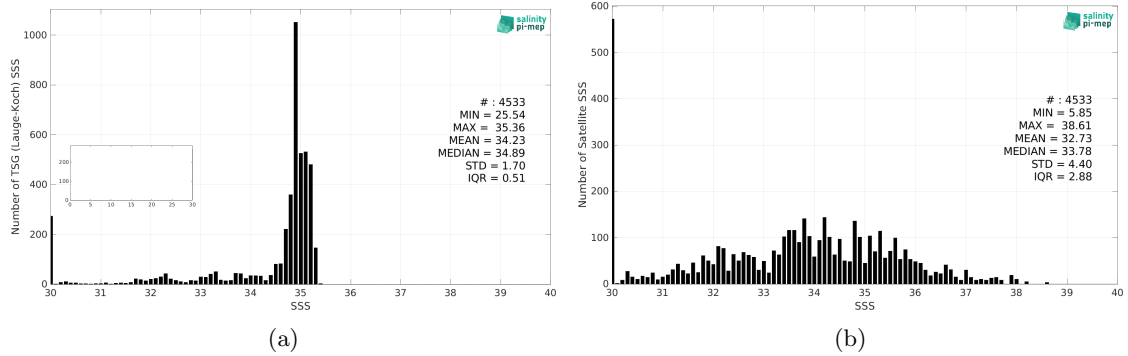 Number of TSG (Lauge-Koch) SSS
1000
800
600
400
200
0
30 31 32 33 34 35 36 37 38 39 40
SSS
200
100
0
0 5 10 15 20 25 30
salinity
pi-mep
# : 4533
MIN = 25.54
MAX = 35.36
MEAN = 34.23
MEDIAN = 34.89
STD = 1.70
IQR = 0.51
(a)
Number of Satellite SSS
600
500
400
300
200
100
0
30 31 32 33 34 35 36 37 38 39 40
SSS
salinity
pi-mep
# : 4533
MIN = 5.85
MAX = 38.61
MEAN = 32.73
MEDIAN = 33.78
STD = 4.40
IQR = 2.88
(b)